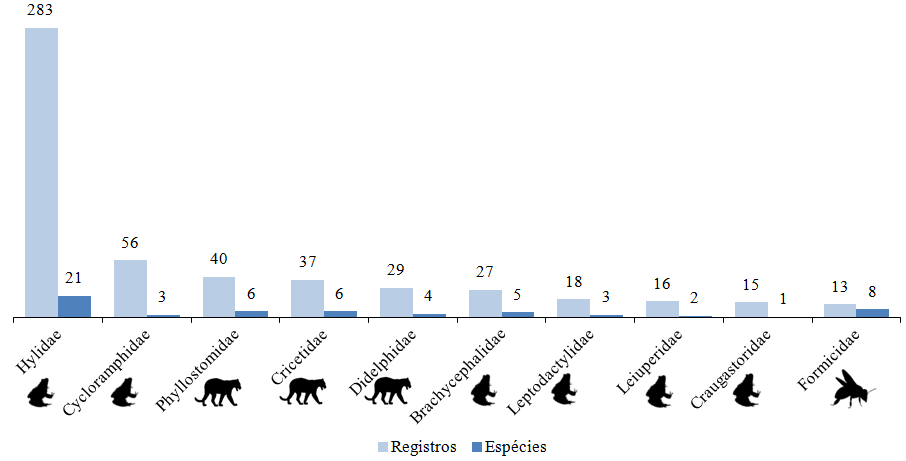 283
21
56
3
40
6
37
6
29
4
27
5
18
3
16
2
15
1
13
8
Hylidae
Cycloramphidae
Phyllostomidae
Cricetidae
Didelphidae
Brachycephalidae
Leptodactylidae
Leiuperidae
Craugastoridae
Formicidae
Registros Espécies